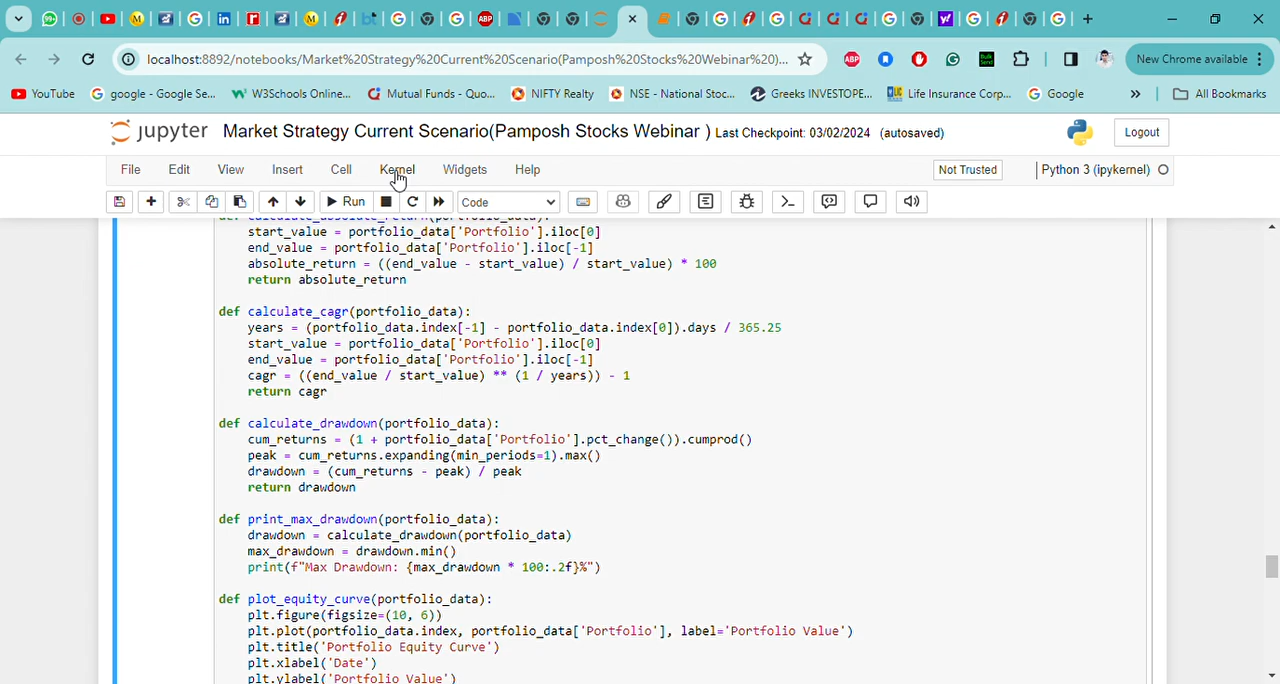 New Chrome available
localhost:8892/notebooks/Market%20Strategy%20Current%20Scenario(Pamposh%20Stocks%20Webinar%20)...
YouTube google - Google Se... W3Schools Onlin... Mutual Funds - Quo... NIFTY Realty NSE - National Stoc... Greeks INVESTOPE... Life Insurance Corp... Google » All Bookmarks
jupyter Market Strategy Current Scenario(Pamposh Stocks Webinar ) Last Checkpoint: 03/02/2024 (autosaved) Logout
File Edit View Insert Cell Kernel Widgets Help Not Trusted Python 3 (ipykernel)
Run Code
def calculate_absolute_return(portfolio_data):
start_value = portfolio_data['Portfolio'].iloc[0]
end_value = portfolio_data['Portfolio'].iloc[-1]
absolute_return = ((end_value - start_value) / start_value) * 100
return absolute_return
def calculate_cagr(portfolio_data):
years = (portfolio_data.index[-1] - portfolio_data.index[0]).days / 365.25
start_value = portfolio_data['Portfolio'].iloc[0]
end_value = portfolio_data['Portfolio'].iloc[-1]
cagr = ((end_value / start_value) ** (1 / years)) - 1
return cagr
def calculate_drawdown(portfolio_data):
cum_returns = (1 + portfolio_data['Portfolio'].pct_change()).cumprod()
peak = cum_returns.expanding(min_periods=1).max()
drawdown = (cum_returns - peak) / peak
return drawdown
def print_max_drawdown(portfolio_data):
drawdown = calculate_drawdown(portfolio_data)
max_drawdown = drawdown.min()
print(f"Max Drawdown: {max_drawdown * 100:.2f}%")
def plot_equity_curve(portfolio_data):
plt.figure(figsize=(10, 6))
plt.plot(portfolio_data.index, portfolio_data['Portfolio'], label='Portfolio Value')
plt.title('Portfolio Equity Curve')
plt.xlabel('Date')
plt.ylabel('Portfolio Value')